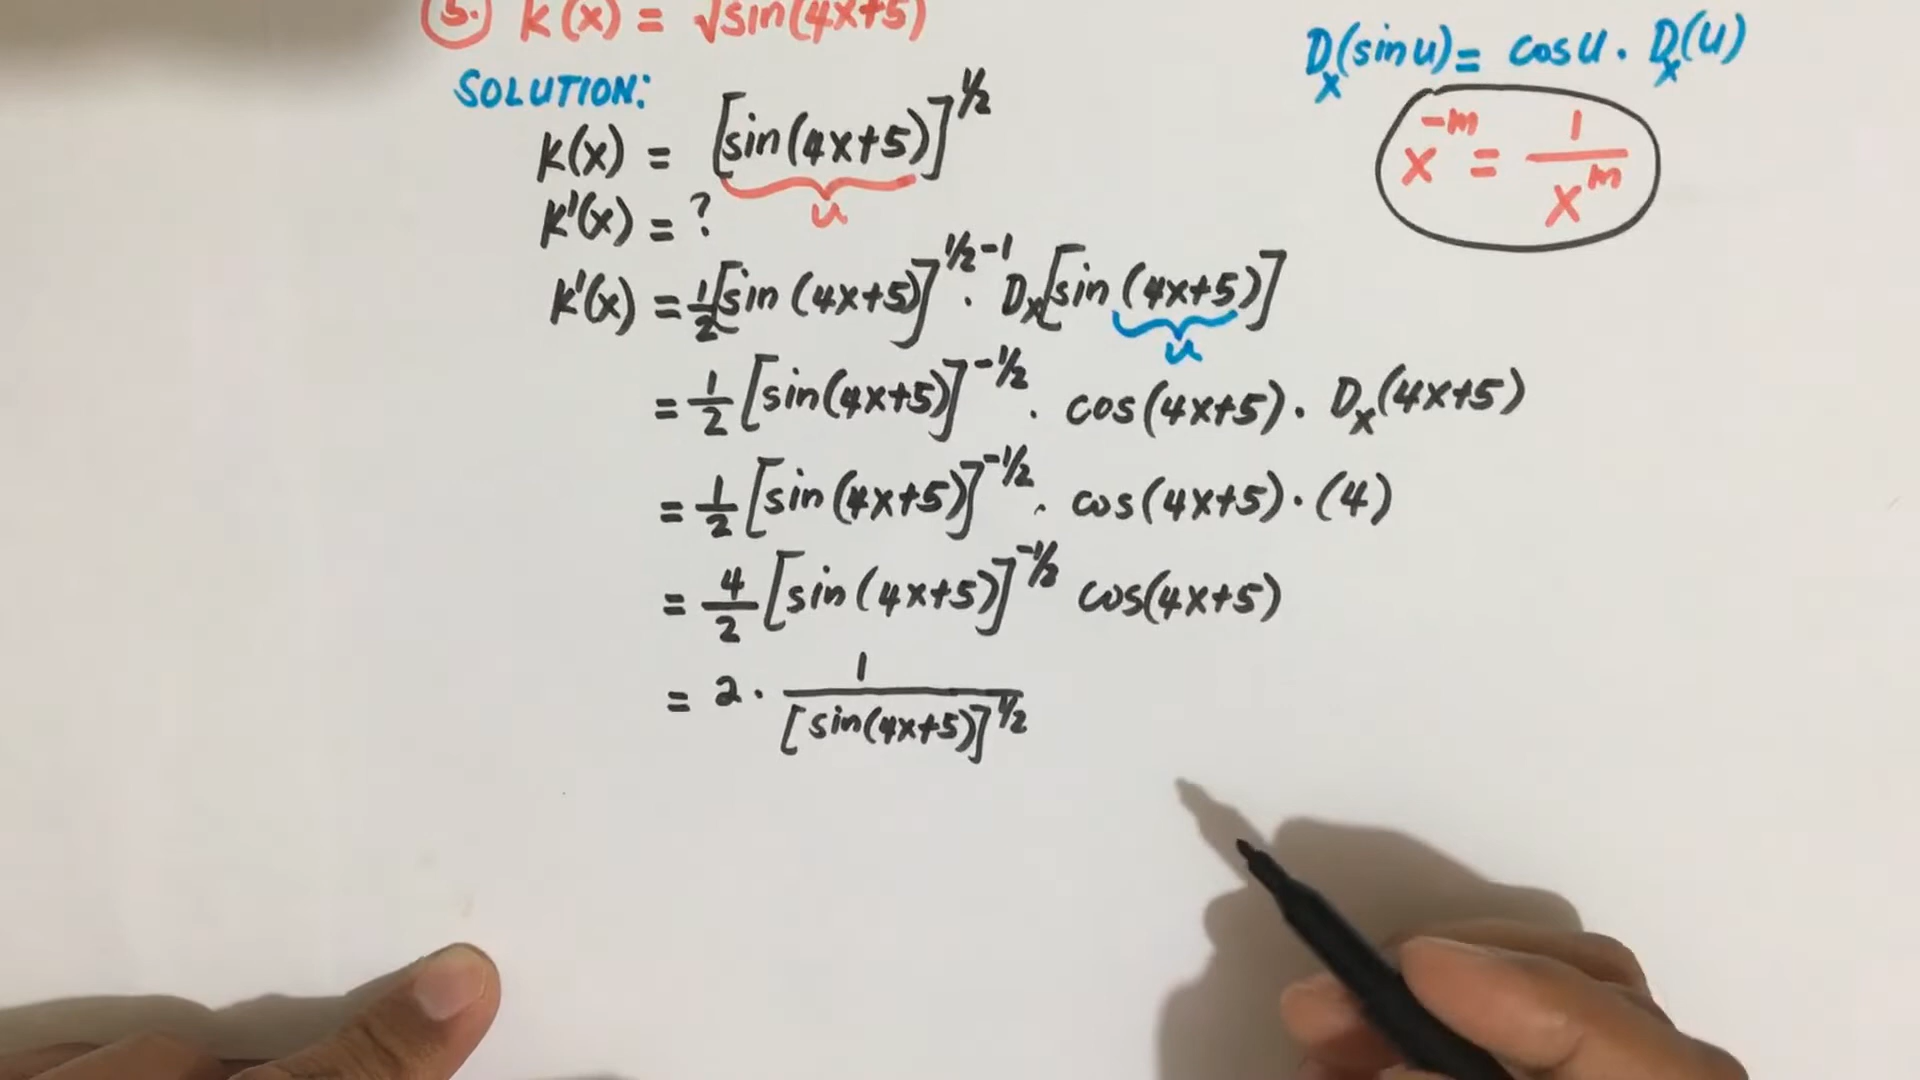 3. K(x) = √sin(4x+5)
SOLUTION:
K(x) = [sin(4x+5)]^1/2
u
K'(x) = ?
K'(x) = 1/2[sin (4x+5)]^1/2-1 · Dx[sin (4x+5)]
u
= 1/2 [sin(4x+5)]^-1/2 · cos(4x+5) · Dx(4x+5)
= 1/2 [sin(4x+5)]^-1/2 · cos(4x+5) · (4)
= 4/2 [sin (4x+5)]^-1/2 cos(4x+5)
= 2 · 1/[sin(4x+5)]^1/2
Dx(sin u) = cos u · Dx(u)
x^-m = 1/x^m